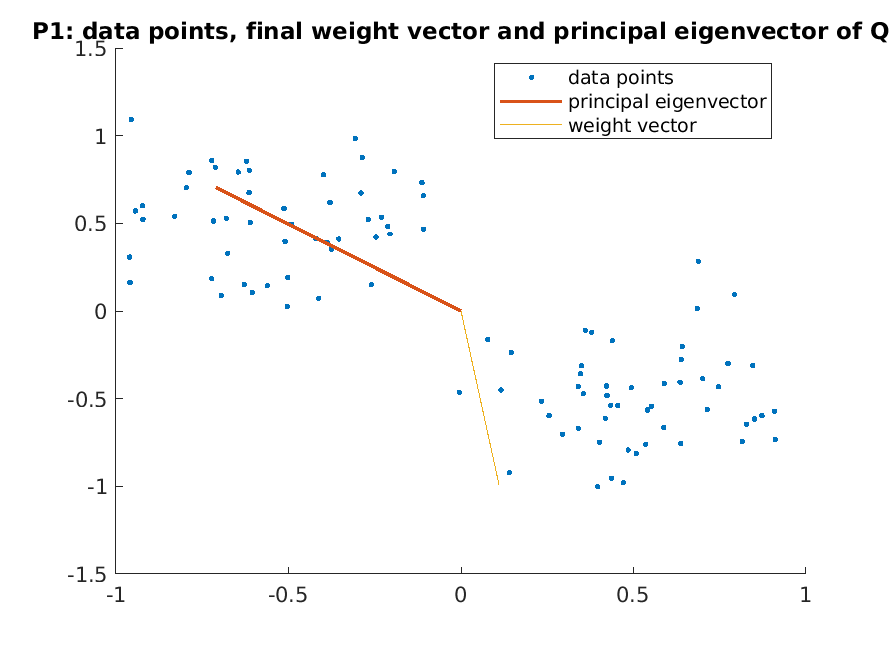 P1: data points, final weight vector and principal eigenvector of Q
data points
principal eigenvector
weight vector
1.5
1
0.5
0
-0.5
-1
-1.5
-1 -0.5 0 0.5 1